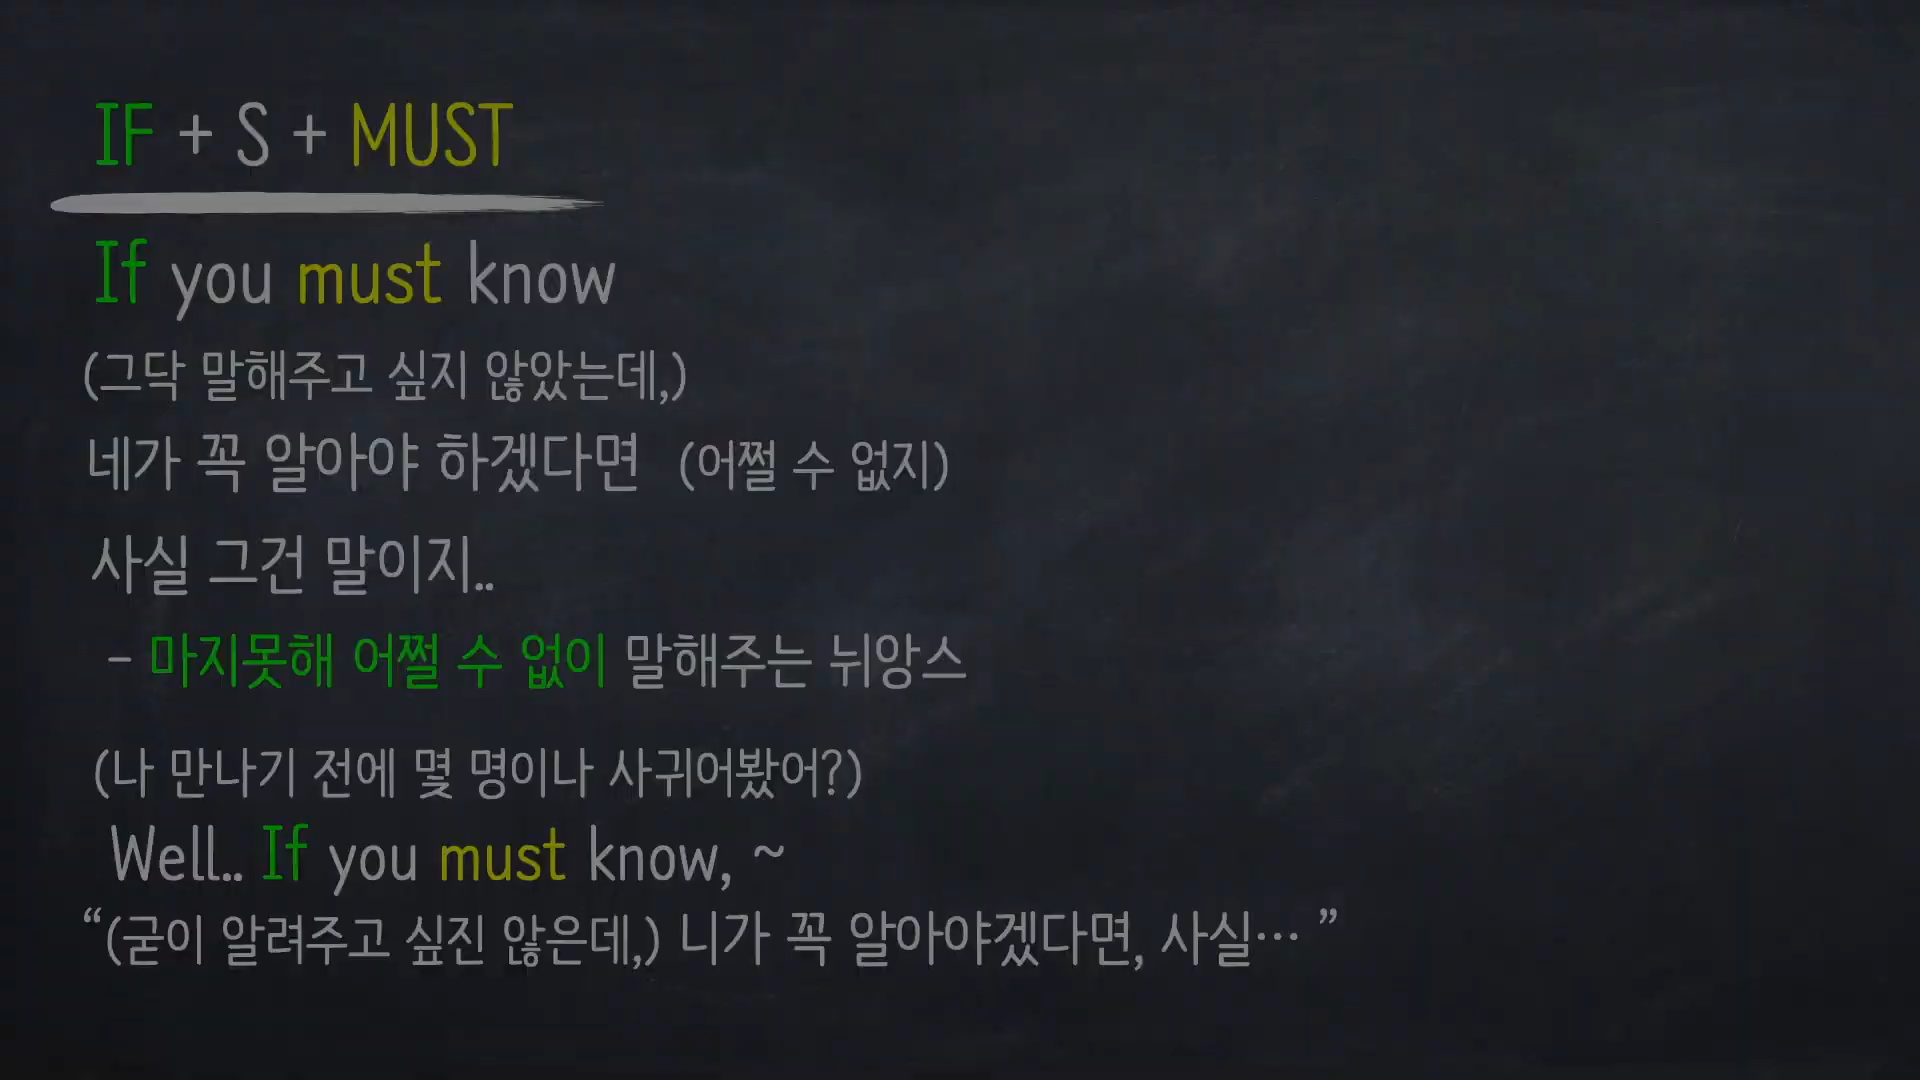 IF + S + MUST
If you must know
(그닥 말해주고 싶지 않았는데,)
네가 꼭 알아야 하겠다면 (어쩔 수 없지)
사실 그건 말이지..
- 마지못해 어쩔 수 없이 말해주는 뉘앙스
(나 만나기 전에 몇 명이나 사귀어봤어?)
Well.. If you must know, ~
“(굳이 알려주고 싶진 않은데,) 니가 꼭 알아야겠다면, 사실… ”